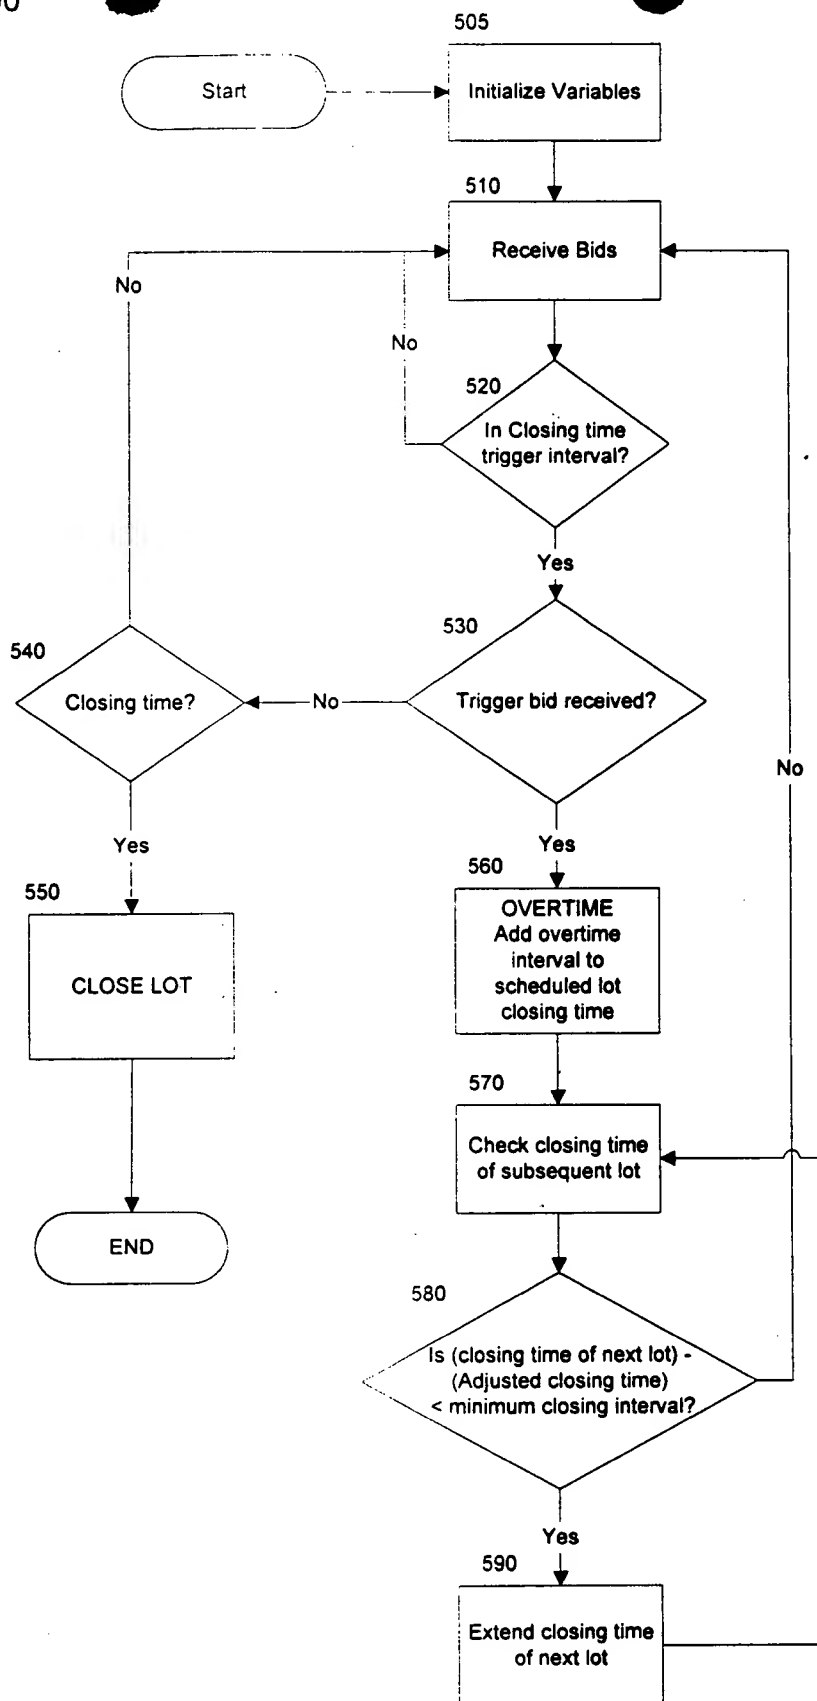 505
Start
Initialize Variables
510
Receive Bids
No
No
520
In Closing time
trigger interval?
Yes
530
540
Closing time?
No
Trigger bid received?
No
Yes
Yes
560
550
OVERTIME
Add overtime
interval to
scheduled lot
closing time
CLOSE LOT
570
Check closing time
of subsequent lot
END
580
Is (closing time of next lot) -
(Adjusted closing time)
< minimum closing interval?
Yes
590
Extend closing time
of next lot